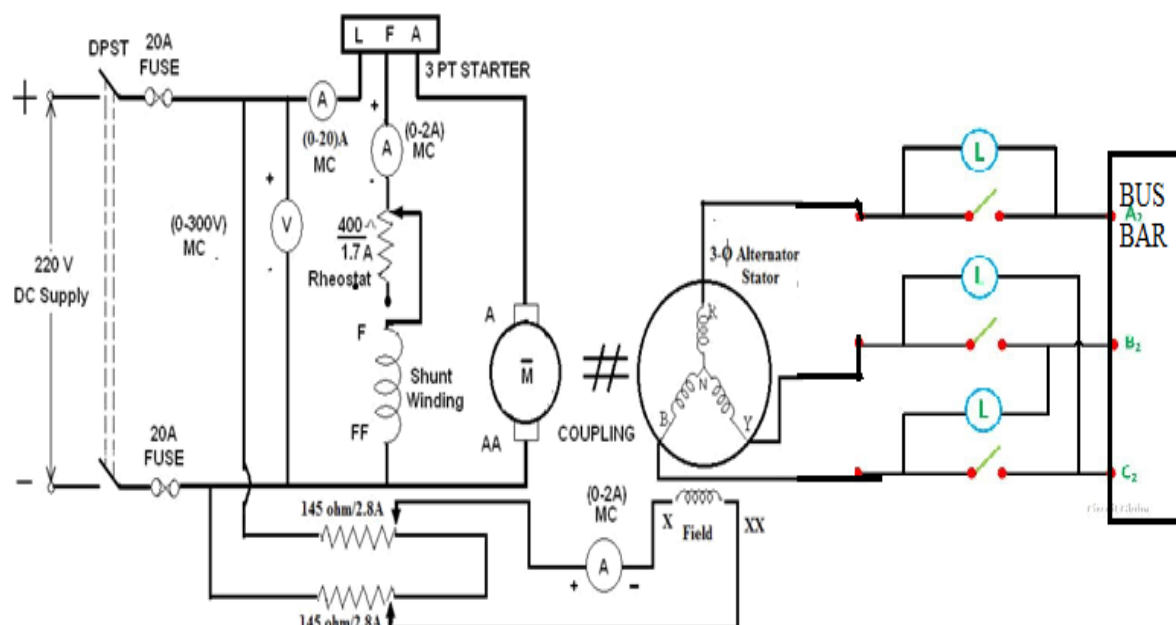 DPST
20A
FUSE
L F A
3 PT STARTER
+
A
(0-20)A
MC
+
(0-2A)
MC
A
+
(0-300V)
MC
V
400
1.7 A
Rheostat
220 V
DC Supply
F
Shunt
Winding
FF
A
M
AA
COUPLING
3-ϕ Alternator
Stator
R
N
B
Y
L
L
L
BUS
BAR
A₂
B₂
C₂
-
20A
FUSE
145 ohm/2.8A
145 ohm/2.8A
(0-2A)
MC
A
+ -
X
Field
XX